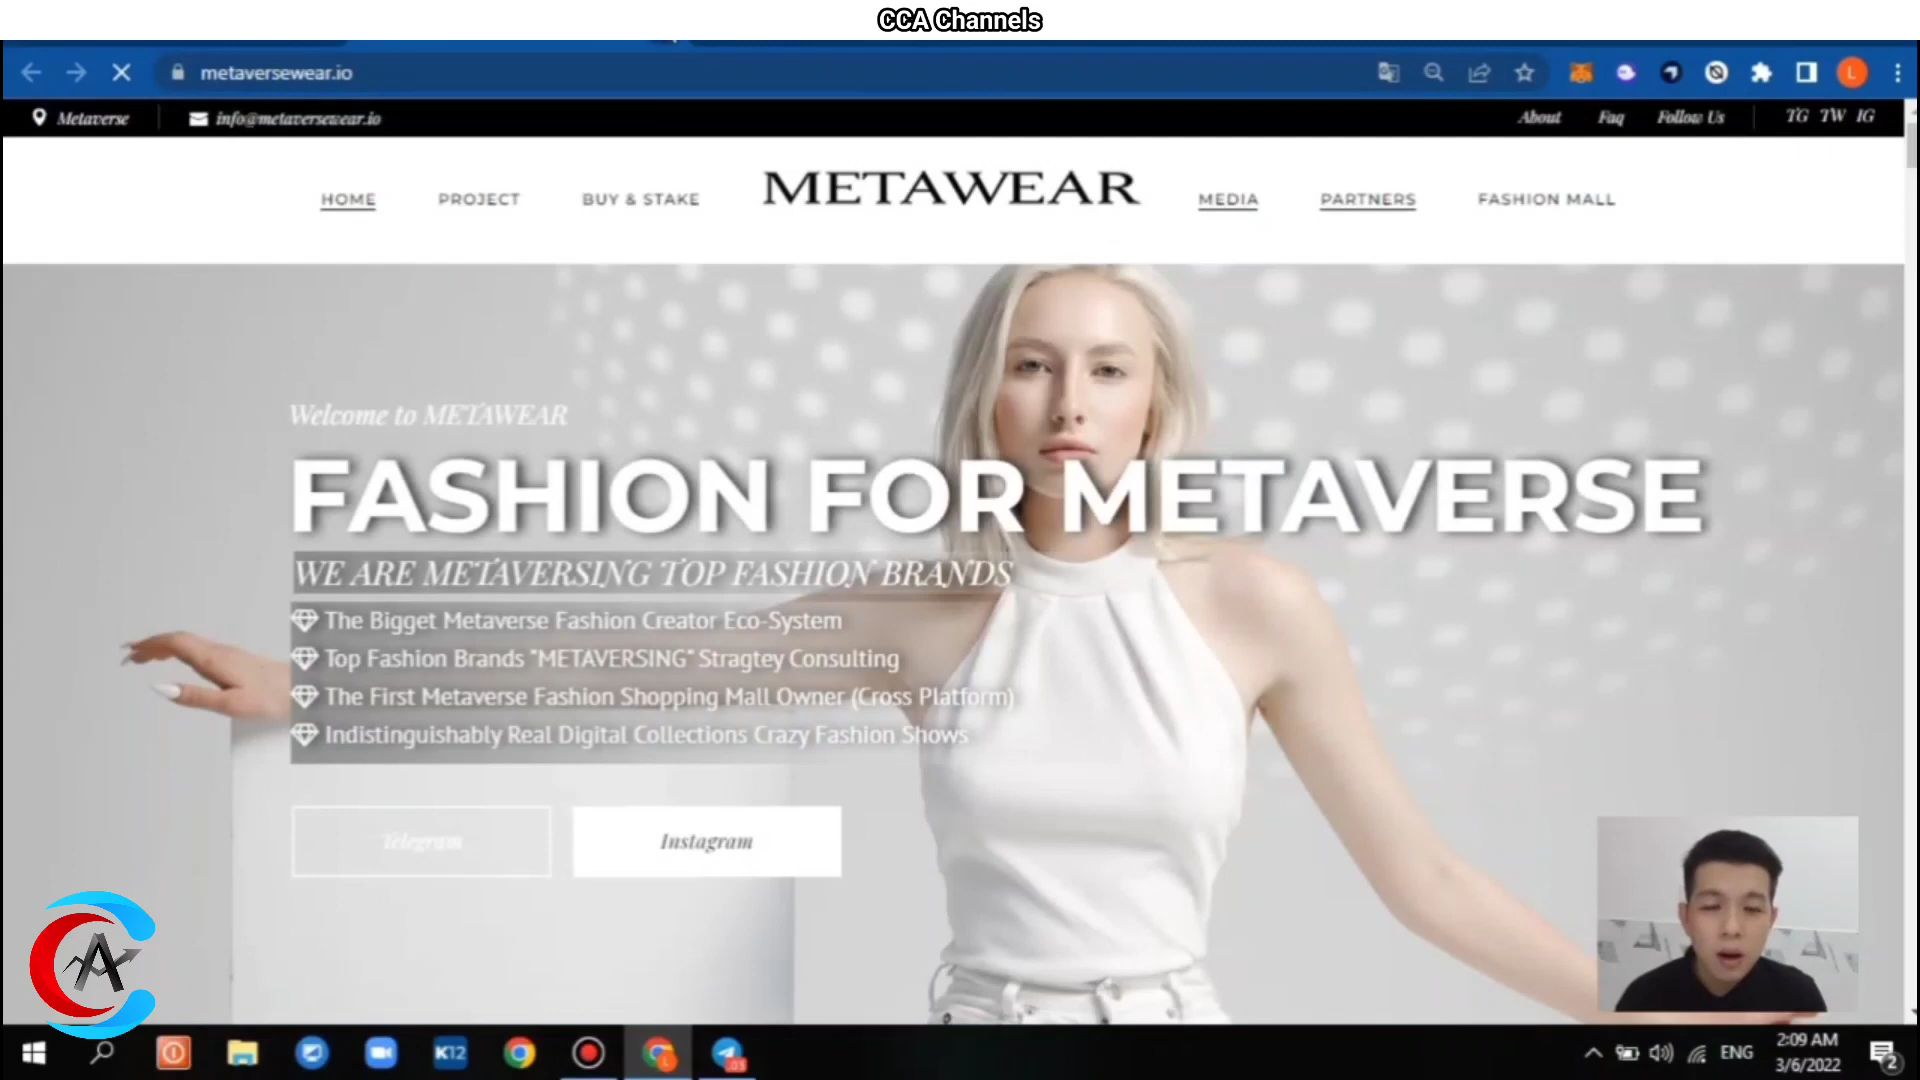 CCA Channels
metaversewear.io
L
Metaverse
info@metaversewear.io
About
Faq
Follow Us
TG TW IG
HOME
PROJECT
BUY & STAKE
METAWEAR
MEDIA
PARTNERS
FASHION MALL
Welcome to METAWEAR
FASHION FOR METAVERSE
WE ARE METAVERSING TOP FASHION BRANDS
The Bigget Metaverse Fashion Creator Eco-System
Top Fashion Brands "METAVERSING" Stragtey Consulting
The First Metaverse Fashion Shopping Mall Owner (Cross Platform)
Indistinguishably Real Digital Collections Crazy Fashion Shows
Telegram
Instagram
K12
ENG
2:09 AM
3/6/2022
2